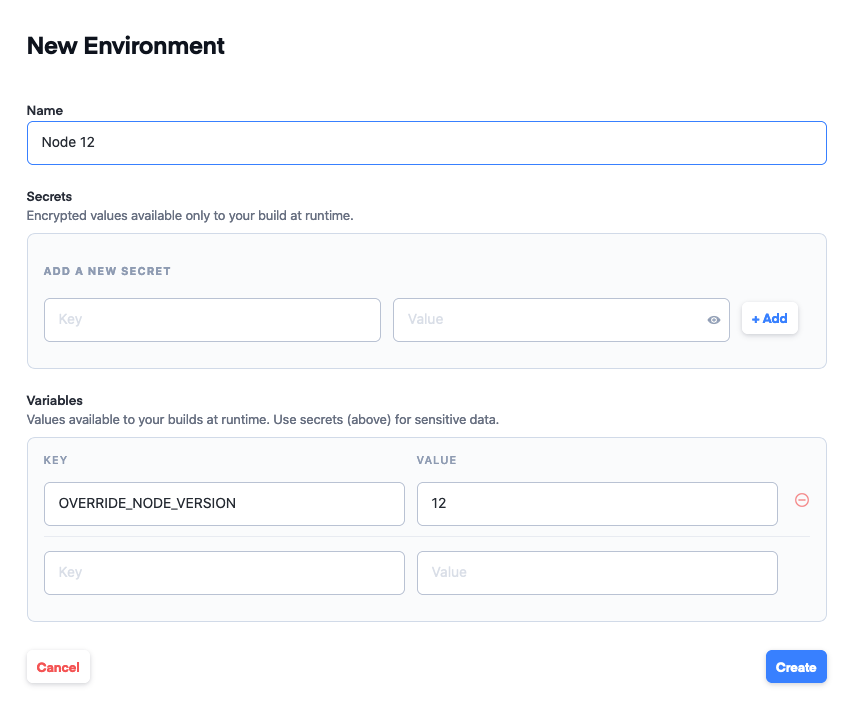 New Environment
Name
Node 12
Secrets
Encrypted values available only to your build at runtime.
ADD A NEW SECRET
Key
Value
+ Add
Variables
Values available to your builds at runtime. Use secrets (above) for sensitive data.
KEY VALUE
OVERRIDE_NODE_VERSION 12
Key Value
Cancel Create